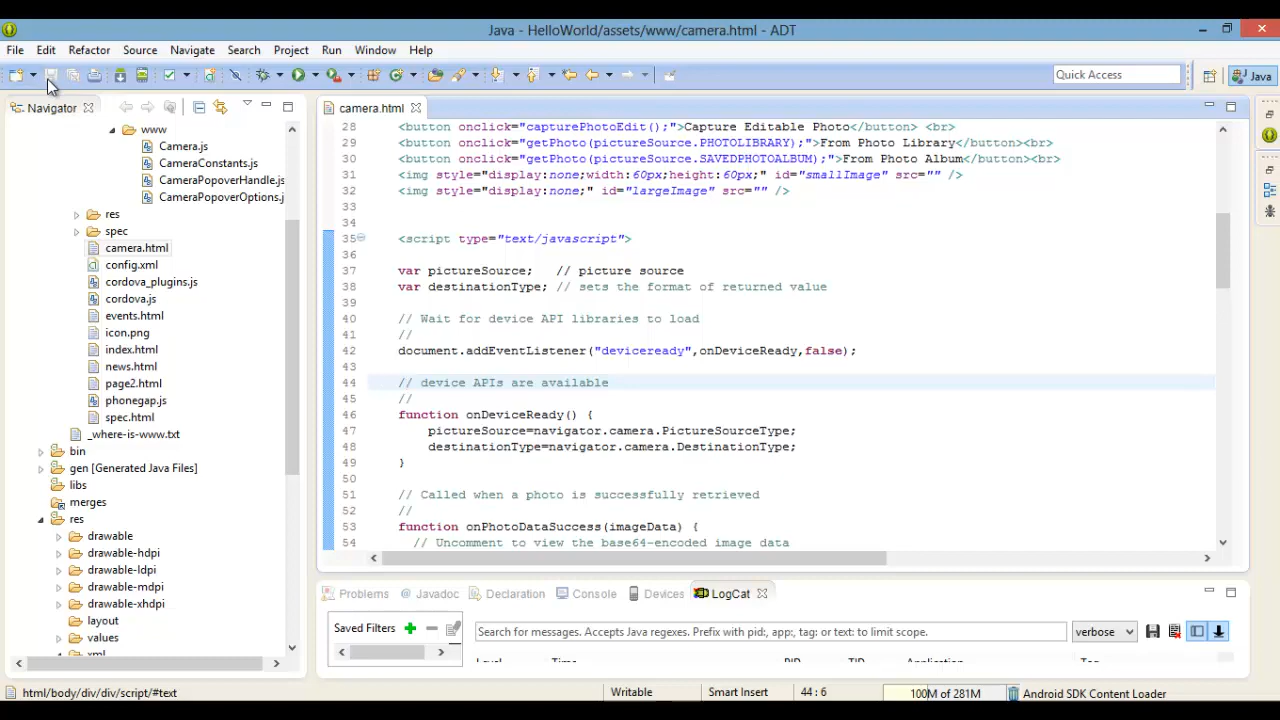 Java - HelloWorld/assets/www/camera.html - ADT
File Edit Refactor Source Navigate Search Project Run Window Help
Quick Access
Java
Navigator
www
Camera.js
CameraConstants.js
CameraPopoverHandle.js
CameraPopoverOptions.j
res
spec
camera.html
config.xml
cordova_plugins.js
cordova.js
events.html
icon.png
index.html
news.html
page2.html
phonegap.js
spec.html
_where-is-www.txt
bin
gen [Generated Java Files]
libs
merges
res
drawable
drawable-hdpi
drawable-ldpi
drawable-mdpi
drawable-xhdpi
layout
values
xml
camera.html
28 <button onclick="capturePhotoEdit();">Capture Editable Photo</button> <br>
29 <button onclick="getPhoto(pictureSource.PHOTOLIBRARY);">From Photo Library</button><br>
30 <button onclick="getPhoto(pictureSource.SAVEDPHOTOALBUM);">From Photo Album</button><br>
31 <img style="display:none;width:60px;height:60px;" id="smallImage" src="" />
32 <img style="display:none;" id="largeImage" src="" />
33
34
35 <script type="text/javascript">
36
37 var pictureSource; // picture source
38 var destinationType; // sets the format of returned value
39
40 // Wait for device API libraries to load
41 //
42 document.addEventListener("deviceready",onDeviceReady,false);
43
44 // device APIs are available
45 //
46 function onDeviceReady() {
47 pictureSource=navigator.camera.PictureSourceType;
48 destinationType=navigator.camera.DestinationType;
49 }
50
51 // Called when a photo is successfully retrieved
52 //
53 function onPhotoDataSuccess(imageData) {
54 // Uncomment to view the base64-encoded image data
Problems Javadoc Declaration Console Devices LogCat
Saved Filters
Search for messages. Accepts Java regexes. Prefix with pid:, app:, tag: or text: to limit scope.
verbose
Level Time PID TID Application Tag
html/body/div/div/script/#text
Writable
Smart Insert
44 : 6
100M of 281M
Android SDK Content Loader